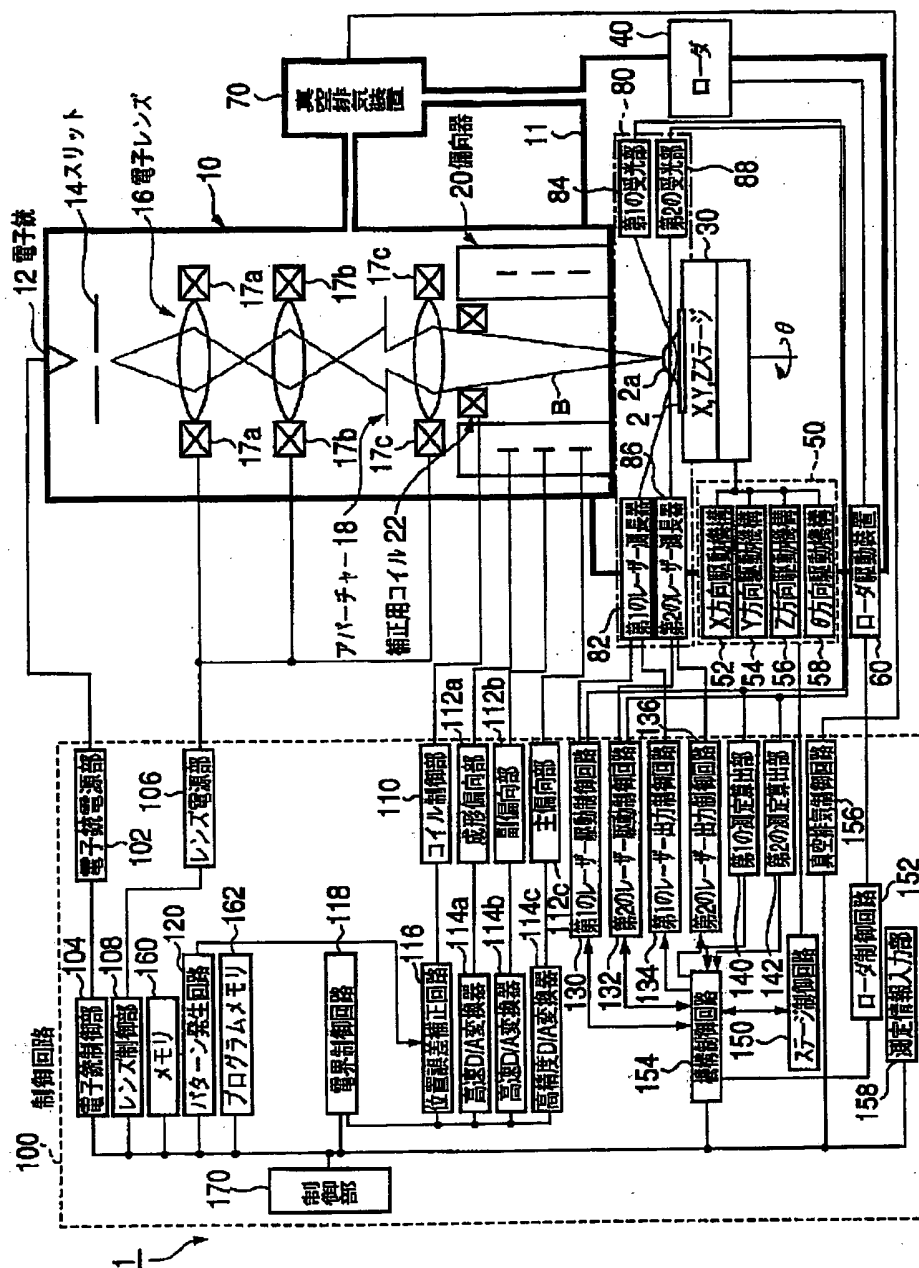 1
100
制御回路
170
制御部
104
電子銃制御部
108
レンズ制御部
160
メモリ
120
パターン発生回路
162
プログラムメモリ
118
電界制御回路
116
位置誤差補正回路
114a
高速D/A変換器
114b
高速D/A変換器
114c
高精度D/A変換器
102
電子銃電源部
106
レンズ電源部
110
コイル制御部
112a
成形偏向部
112b
副偏向部
112c
主偏向部
130
第1のレーザー駆動制御回路
132
第2のレーザー駆動制御回路
134
第1のレーザー出力制御回路
136
第2のレーザー出力制御回路
140
第1の測定算出部
142
第2の測定算出部
154
機構制御回路
150
ステージ制御回路
156
真空排気制御回路
152
ローダ制御回路
158
測定情報入力部
12 電子銃
14スリット
16電子レンズ
10
17a
17a
17b
17b
17c
17c
アパーチャー18
補正用コイル22
20偏向器
B
70
真空排気装置
11
40
ローダ
80
84
第1の受光部
88
第2の受光部
30
X,Y,Zステージ
θ
2
2a
82
86
第1のレーザー測長器
第2のレーザー測長器
50
52
X方向駆動機構
54
Y方向駆動機構
56
Z方向駆動機構
58
θ方向駆動機構
60
ローダ駆動装置